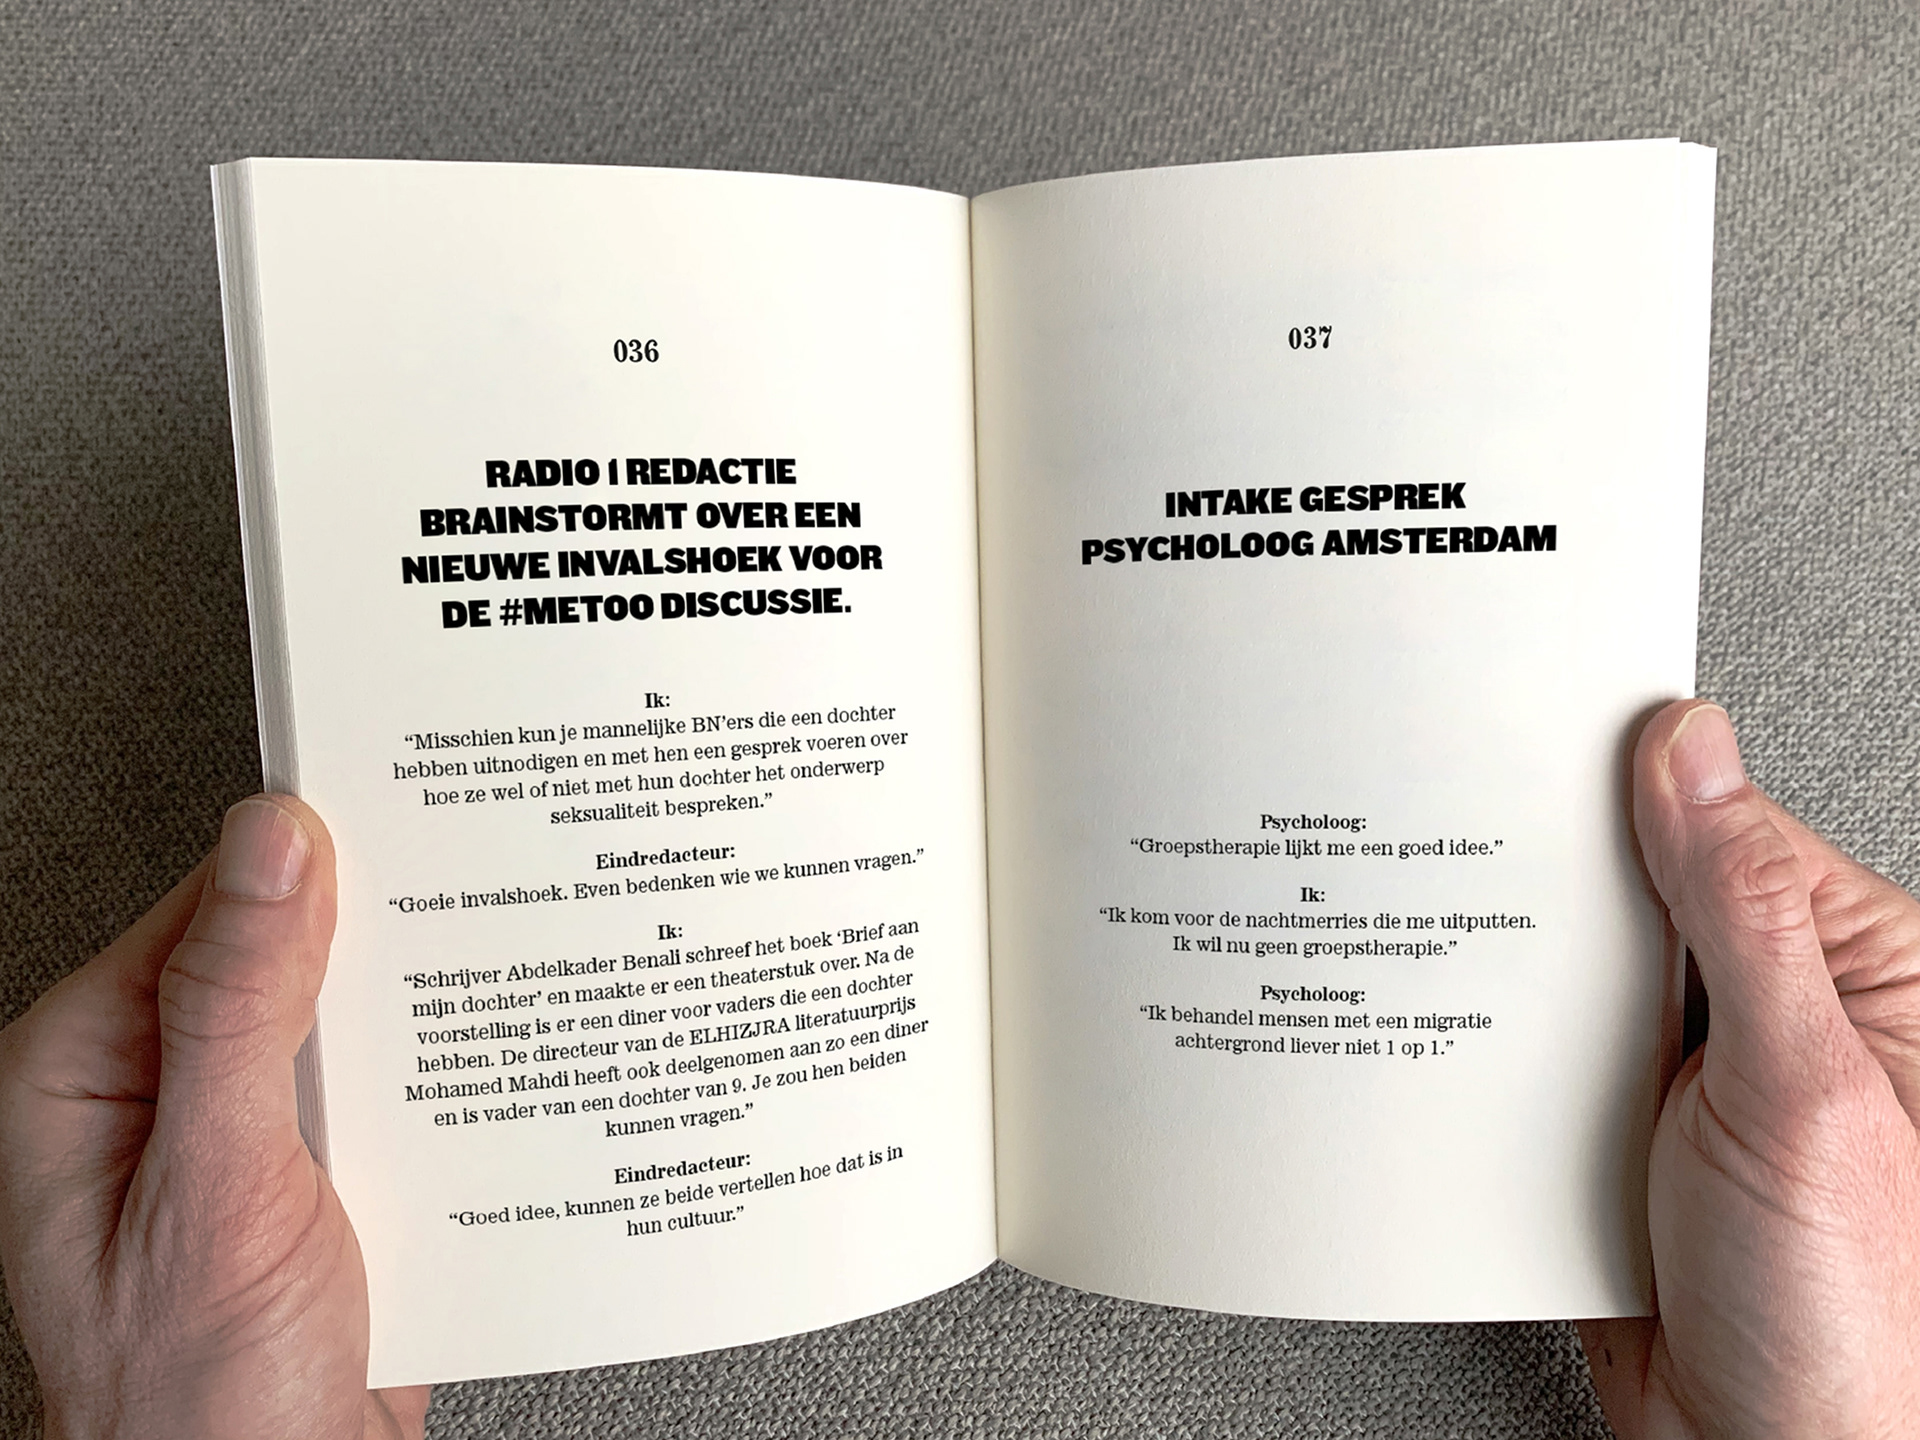 036
RADIO 1 REDACTIE
BRAINSTORMT OVER EEN
NIEUWE INVALSHOEK VOOR
DE #METOO DISCUSSIE.
Ik:
“Misschien kun je mannelijke BN’ers die een dochter
hebben uitnodigen en met hen een gesprek voeren over
hoe ze wel of niet met hun dochter het onderwerp
seksualiteit bespreken.”
Eindredacteur:
“Goeie invalshoek. Even bedenken wie we kunnen vragen.”
Ik:
“Schrijver Abdelkader Benali schreef het boek ‘Brief aan
mijn dochter’ en maakte er een theaterstuk over. Na de
voorstelling is er een diner voor vaders die een dochter
hebben. De directeur van de ELHIZJRA literatuurprijs
Mohamed Mahdi heeft ook deelgenomen aan zo een diner
en is vader van een dochter van 9. Je zou hen beiden
kunnen vragen.”
Eindredacteur:
“Goed idee, kunnen ze beide vertellen hoe dat is in
hun cultuur.”
037
INTAKE GESPREK
PSYCHOLOOG AMSTERDAM
Psycholoog:
“Groepstherapie lijkt me een goed idee.”
Ik:
“Ik kom voor de nachtmerries die me uitputten.
Ik wil nu geen groepstherapie.”
Psycholoog:
“Ik behandel mensen met een migratie
achtergrond liever niet 1 op 1.”